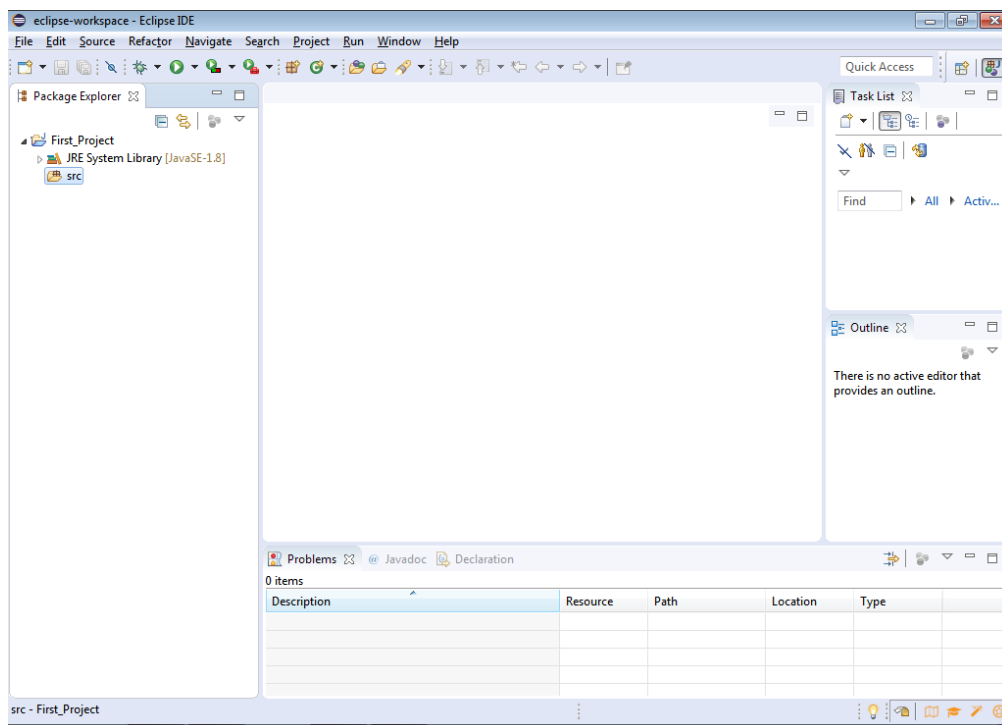 eclipse-workspace - Eclipse IDE
File Edit Source Refactor Navigate Search Project Run Window Help
Quick Access
Package Explorer
First_Project
JRE System Library [JavaSE-1.8]
src
Task List
Find All Activ...
Outline
There is no active editor that
provides an outline.
Problems @ Javadoc Declaration
0 items
Description Resource Path Location Type
src - First_Project